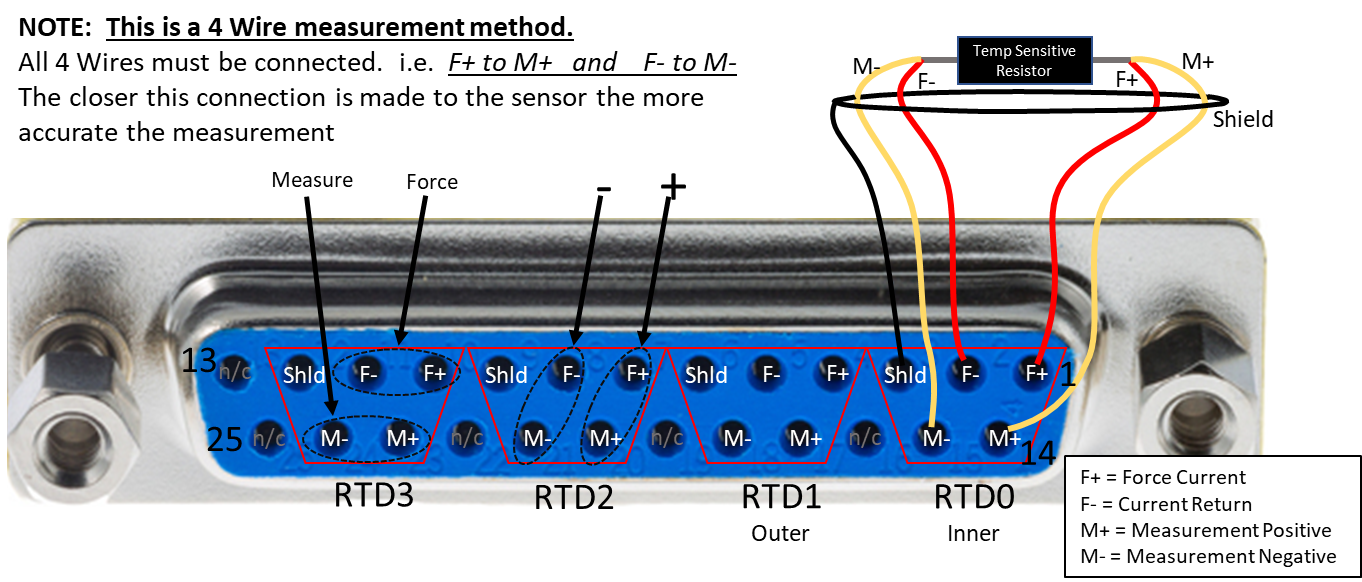 NOTE: This is a 4 Wire measurement method.
All 4 Wires must be connected. i.e. F+ to M+ and F- to M-
The closer this connection is made to the sensor the more
accurate the measurement
Temp Sensitive
Resistor
M-
F-
F+
M+
Shield
Measure
Force
-
+
13 h/c Shld F- F+ Shld F- F+ Shld F- F+ Shld F- F+ 1
25 h/c M- M+ h/c M- M+ h/c M- M+ h/c M- M+ 14
RTD3 RTD2 RTD1 RTD0
Outer Inner
F+ = Force Current
F- = Current Return
M+ = Measurement Positive
M- = Measurement Negative